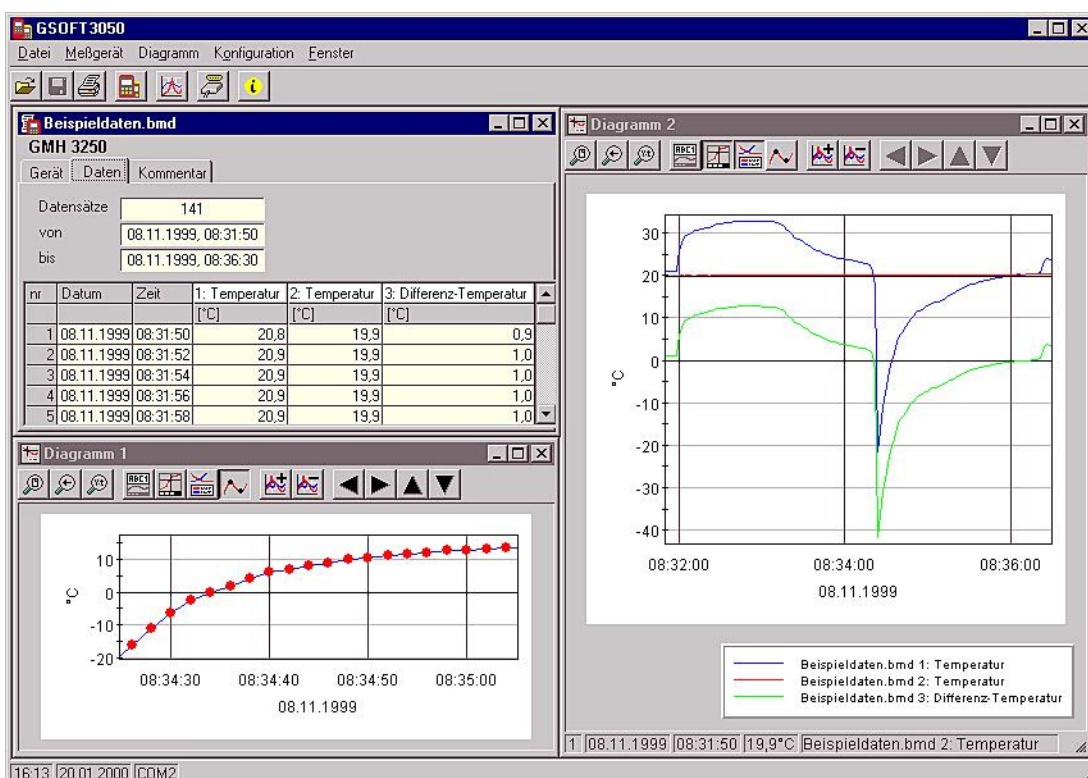 GSOFT3050
Datei Meßgerät Diagramm Konfiguration Fenster
Beispieldaten.bmd
GMH 3250
Gerät Daten Kommentar
Datensätze 141
von 08.11.1999, 08:31:50
bis 08.11.1999, 08:36:30
nr Datum Zeit 1: Temperatur 2: Temperatur 3: Differenz-Temperatur
[°C] [°C] [°C]
1 08.11.1999 08:31:50 20,8 19,9 0,9
2 08.11.1999 08:31:52 20,9 19,9 1,0
3 08.11.1999 08:31:54 20,9 19,9 1,0
4 08.11.1999 08:31:56 20,9 19,9 1,0
5 08.11.1999 08:31:58 20,9 19,9 1,0
Diagramm 1
ABC1
10
0
-10
-20
°C
08:34:30 08:34:40 08:34:50 08:35:00
08.11.1999
Diagramm 2
ABC1
30
20
10
0
-10
-20
-30
-40
°C
08:32:00 08:34:00 08:36:00
08.11.1999
Beispieldaten.bmd 1: Temperatur
Beispieldaten.bmd 2: Temperatur
Beispieldaten.bmd 3: Differenz-Temperatur
1 08.11.1999 08:31:50 19,9°C Beispieldaten.bmd 2: Temperatur
16:13 20.01.2000 COM2